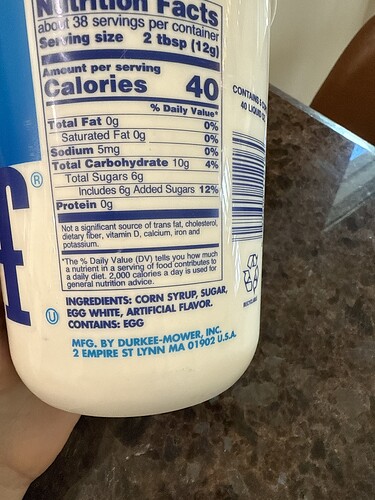 Nutrition Facts
about 38 servings per container
Serving size 2 tbsp (12g)
Amount per serving
Calories 40
% Daily Value*
Total Fat 0g 0%
Saturated Fat 0g 0%
Sodium 5mg 0%
Total Carbohydrate 10g 4%
Total Sugars 6g
Includes 6g Added Sugars 12%
Protein 0g
Not a significant source of trans fat, cholesterol,
dietary fiber, vitamin D, calcium, iron and
potassium.
*The % Daily Value (DV) tells you how much
a nutrient in a serving of food contributes to
a daily diet. 2,000 calories a day is used for
general nutrition advice.
INGREDIENTS: CORN SYRUP, SUGAR,
EGG WHITE, ARTIFICIAL FLAVOR.
CONTAINS: EGG
MFG. BY DURKEE-MOWER, INC.
2 EMPIRE ST LYNN MA 01902 U.S.A.
f®
U
CONTAINS
40 LIQUID